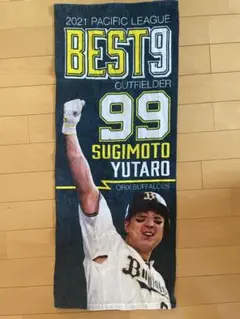 2021 PACIFIC LEAGUE
BEST9
OUTFIELDER
99
SUGIMOTO
YUTARO
ORIX BUFFALOES